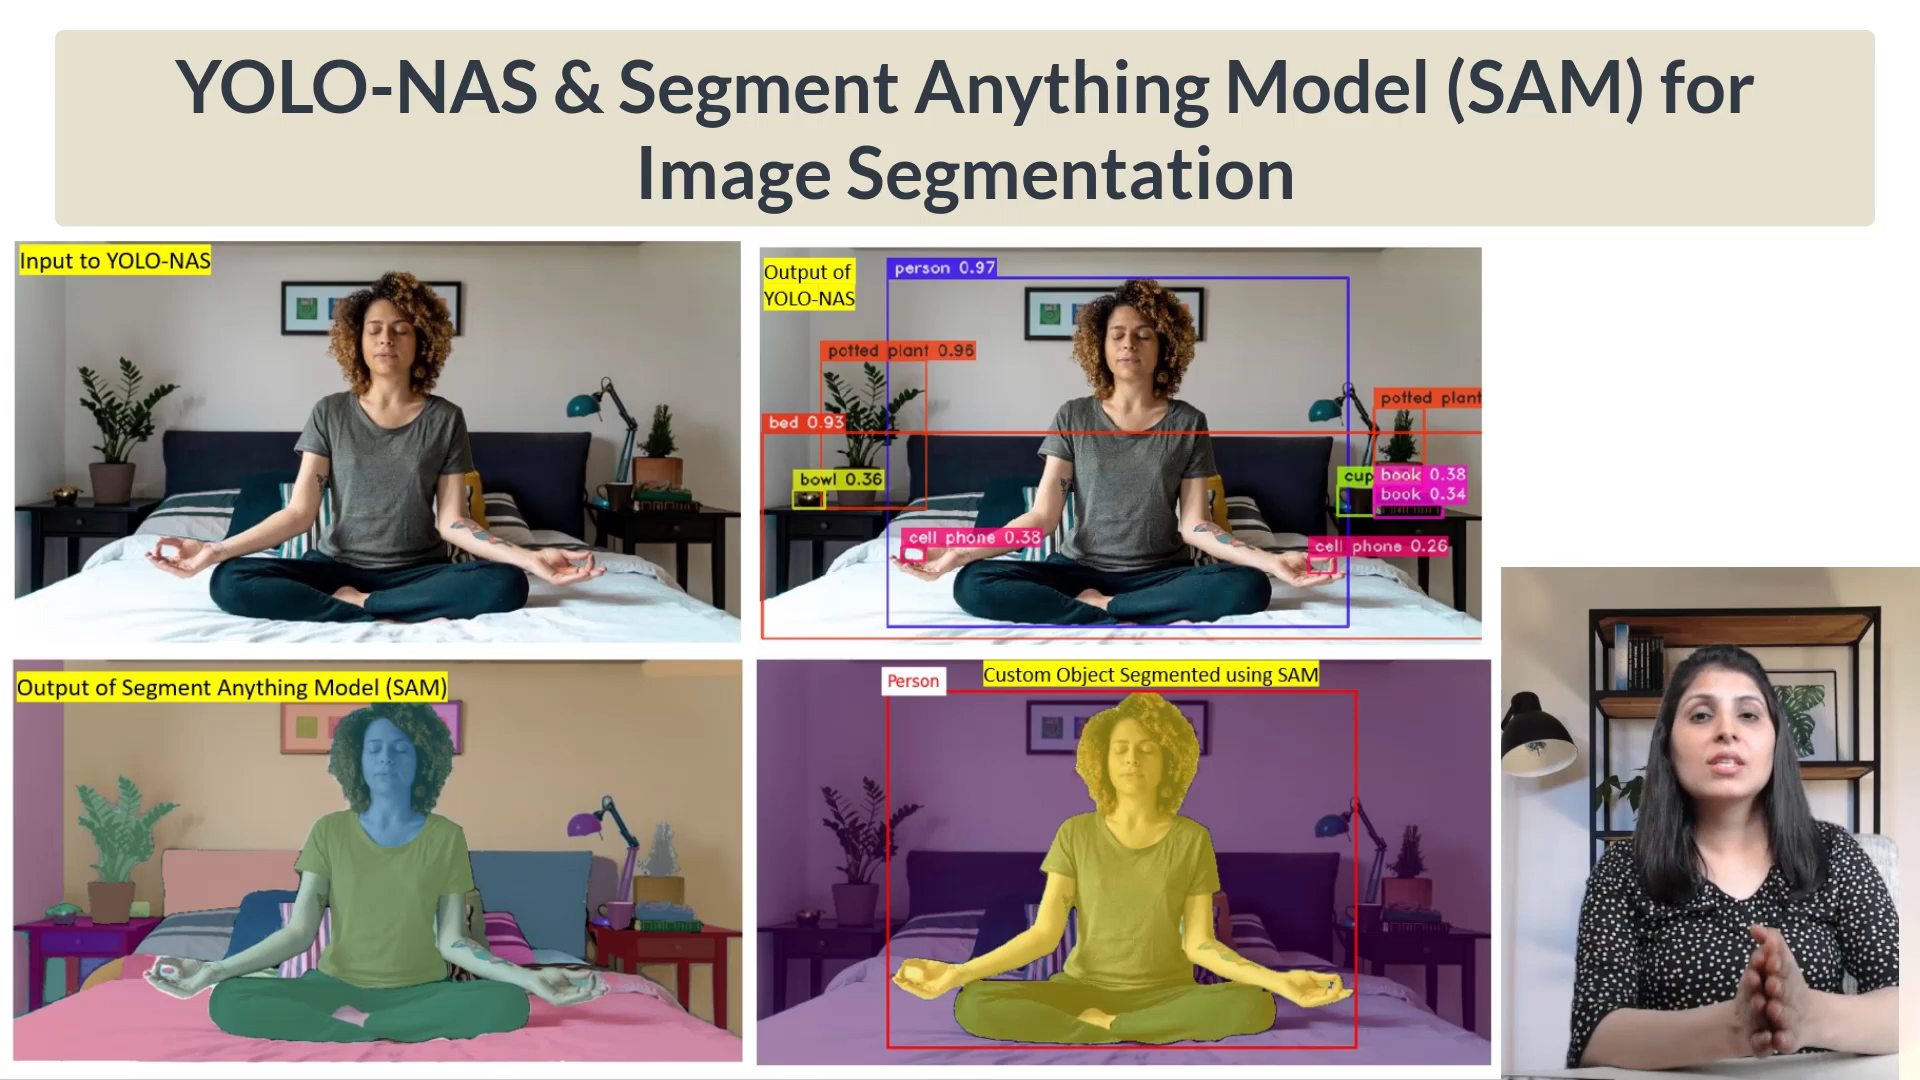 YOLO-NAS & Segment Anything Model (SAM) for
Image Segmentation
Input to YOLO-NAS
Output of
YOLO-NAS
person 0.97
potted plant 0.96
potted plant
bed 0.93
bowl 0.36
cup
book 0.38
book 0.34
cell phone 0.38
cell phone 0.26
Output of Segment Anything Model (SAM)
Person
Custom Object Segmented using SAM